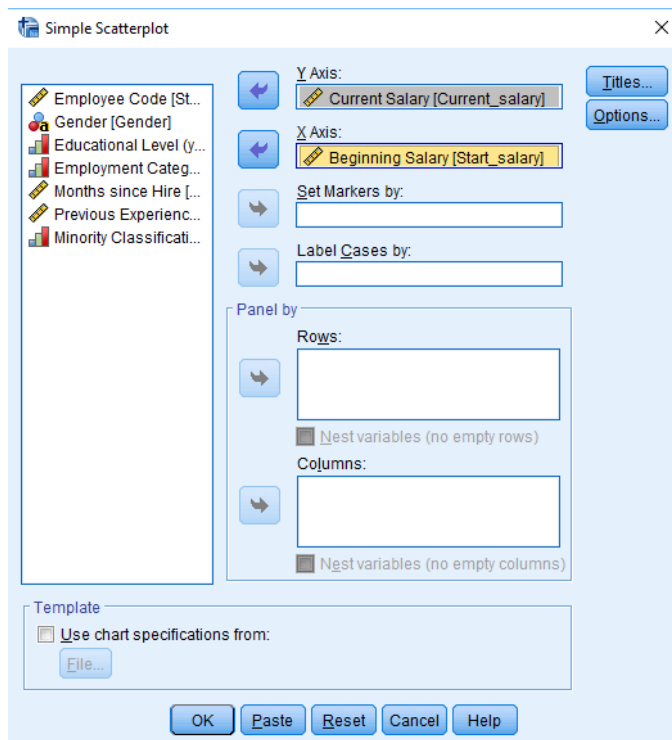 Simple Scatterplot
Employee Code [St...
Gender [Gender]
Educational Level (y...
Employment Categ...
Months since Hire [...
Previous Experienc...
Minority Classificati...
Y Axis:
Current Salary [Current_salary]
X Axis:
Beginning Salary [Start_salary]
Set Markers by:
Label Cases by:
Panel by
Rows:
Nest variables (no empty rows)
Columns:
Nest variables (no empty columns)
Titles...
Options...
Template
Use chart specifications from:
File...
OK Paste Reset Cancel Help